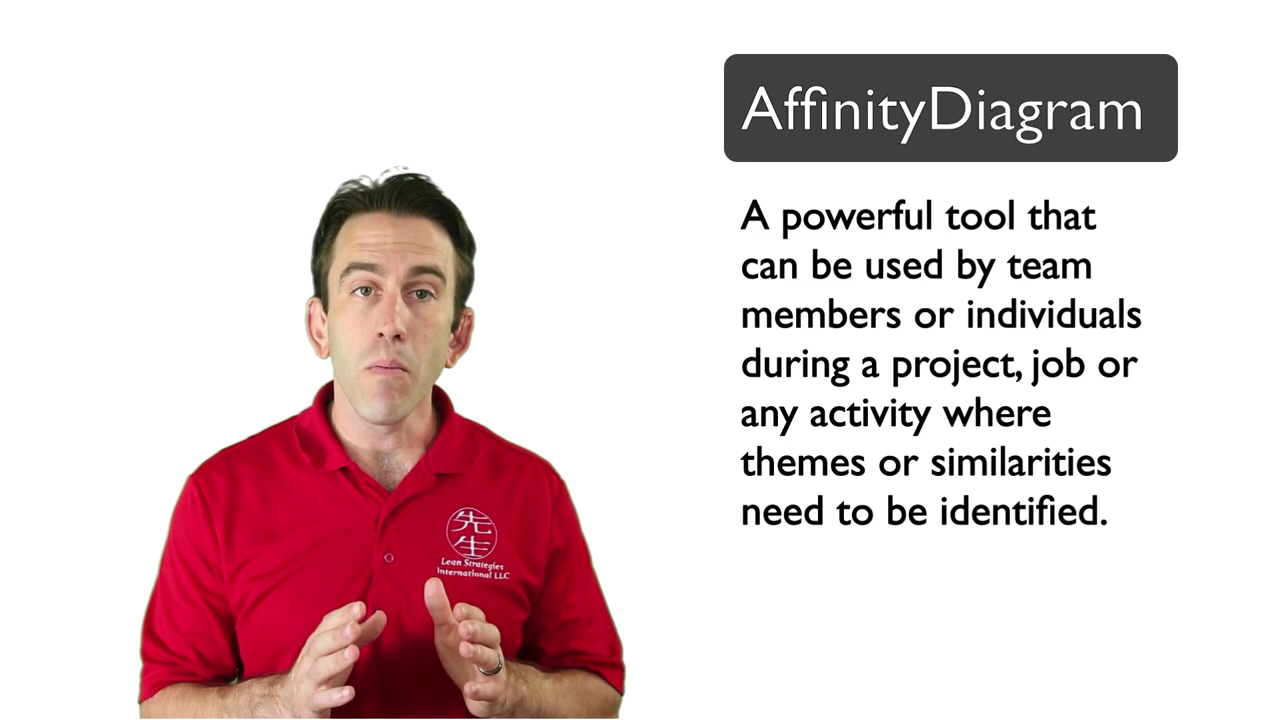 AffinityDiagram
A powerful tool that
can be used by team
members or individuals
during a project, job or
any activity where
themes or similarities
need to be identified.
先
生
Lean Strategies
International LLC